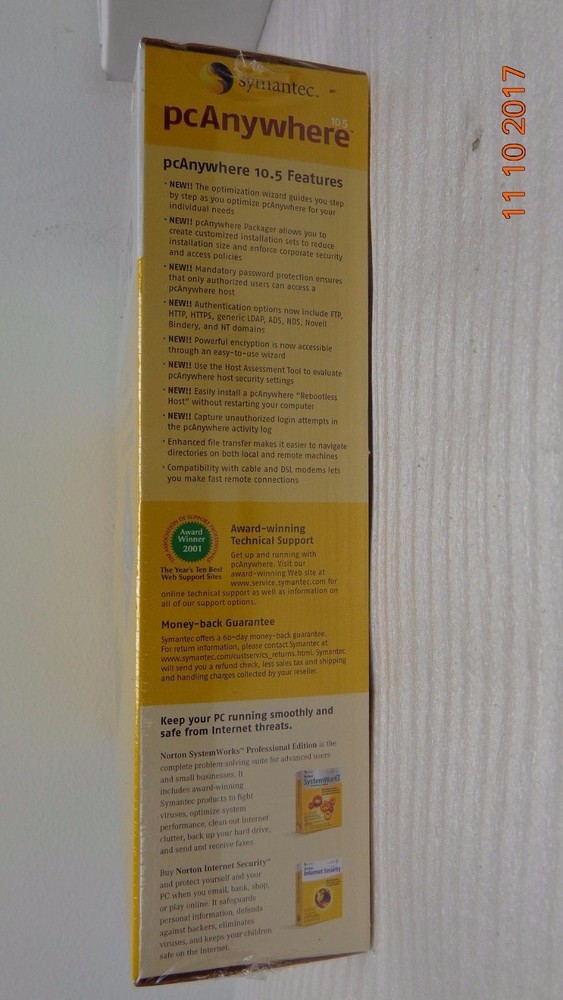 symantec.
pcAnywhere™
10.5
pcAnywhere 10.5 Features
· NEW!! The optimization wizard guides you step
by step as you optimize pcAnywhere for your
individual needs
· NEW!! pcAnywhere Packager allows you to
create customized installation sets to reduce
installation size and enforce corporate security
and access policies
· NEW!! Mandatory password protection ensures
that only authorized users can access a
pcAnywhere host
· NEW!! Authentication options now include FTP,
HTTP, HTTPS, generic LDAP, ADS, NDS, Novell
Bindery, and NT domains
· NEW!! Powerful encryption is now accessible
through an easy-to-use wizard
· NEW!! Use the Host Assessment Tool to evaluate
pcAnywhere host security settings
· NEW!! Easily install a pcAnywhere "Rebootless
Host" without restarting your computer
· NEW!! Capture unauthorized login attempts in
the pcAnywhere activity log
· Enhanced file transfer makes it easier to navigate
directories on both local and remote machines
· Compatibility with cable and DSL modems lets
you make fast remote connections
THE ASSOCIATION OF SUPPORT PROFESSIONALS
Award
Winner
2001
The Year's Ten Best
Web Support Sites
Award-winning
Technical Support
Get up and running with
pcAnywhere. Visit our
award-winning Web site at
www.service.symantec.com for
online technical support as well as information on
all of our support options.
Money-back Guarantee
Symantec offers a 60-day money-back guarantee.
For return information, please contact Symantec at
www.symantec.com/custservics_returns.html. Symantec
will send you a refund check, less sales tax and shipping
and handling charges collected by your reseller.
Keep your PC running smoothly and
safe from Internet threats.
Norton SystemWorks™ Professional Edition is the
complete problem-solving suite for advanced users
and small businesses. It
includes award-winning
Symantec products to fight
viruses, optimize system
performance, clean out Internet
clutter, back up your hard drive,
and send and receive faxes.
SystemWorks
Buy Norton Internet Security™
and protect yourself and your
PC when you email, bank, shop,
or play online. It safeguards
personal information, defends
against hackers, eliminates
viruses, and keeps your children
safe on the Internet.
Internet Security
11 10 2017